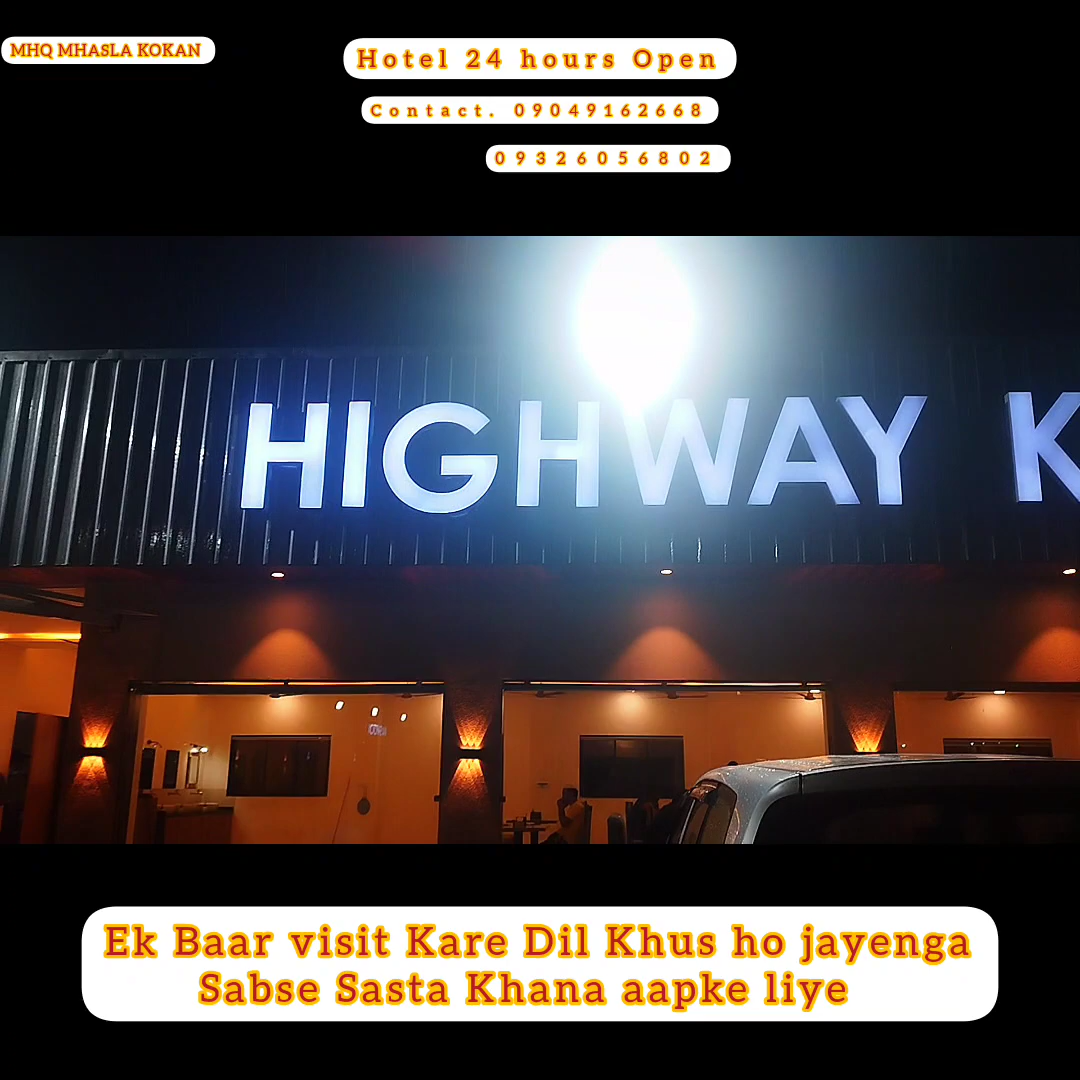 MHQ MHASLA KOKAN
Hotel 24 hours Open
Contact. 09049162668
09326056802
HIGHWAY K
Ek Baar visit Kare Dil Khus ho jayenga
Sabse Sasta Khana aapke liye